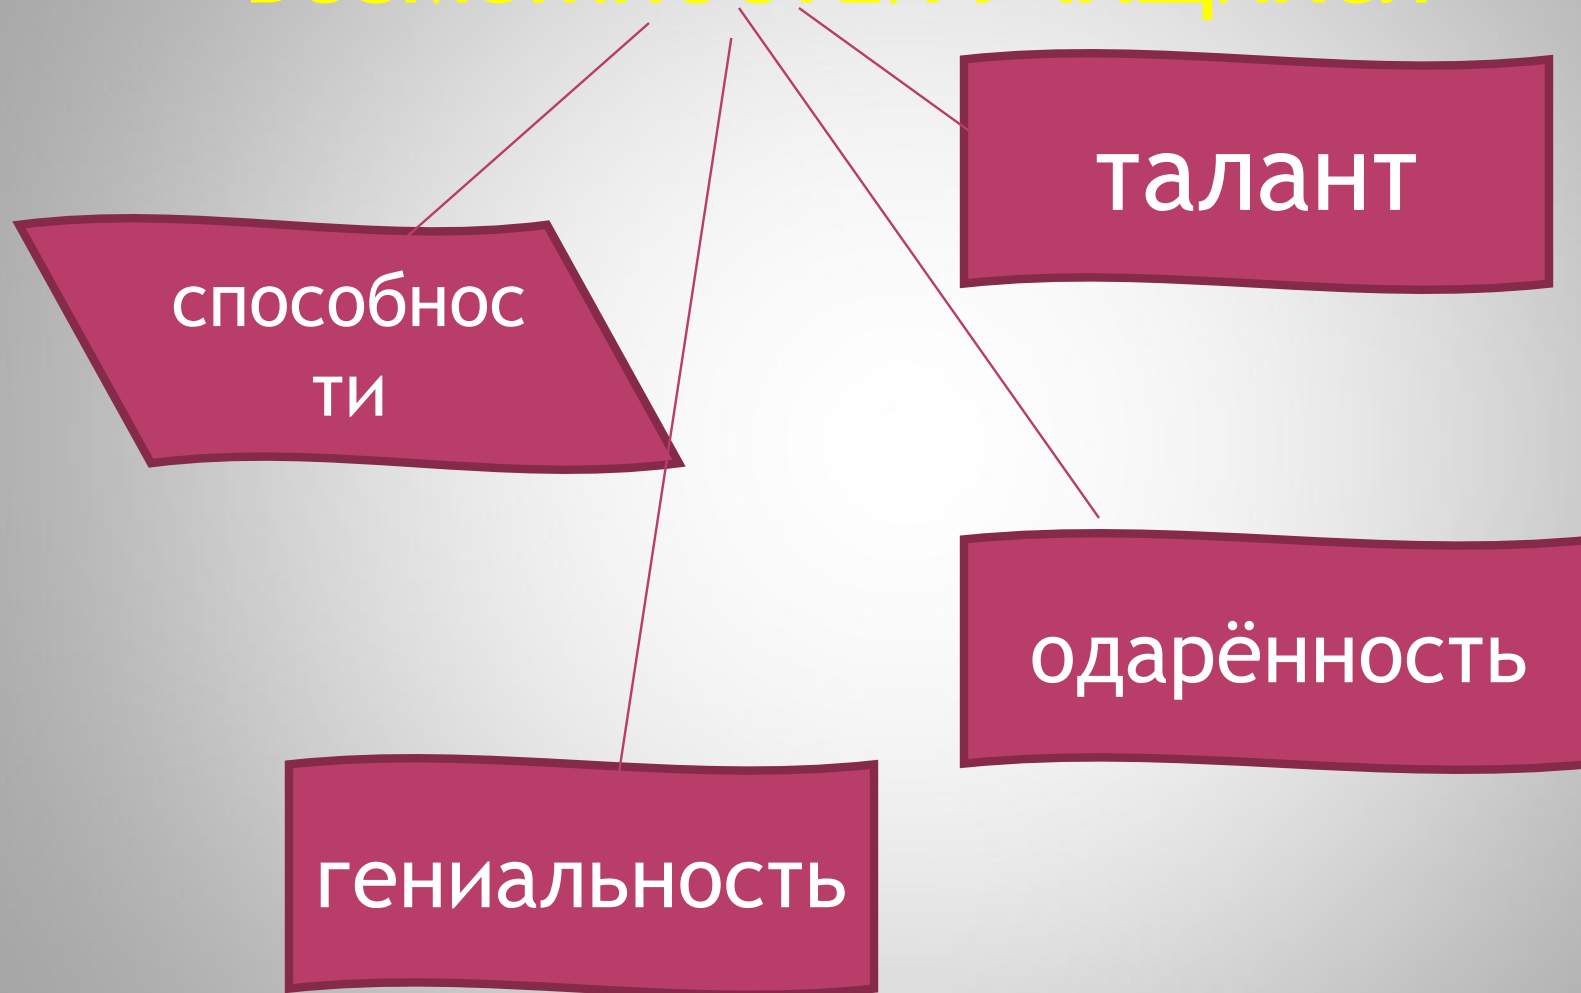 талант
способнос
ти
одарённость
гениальность